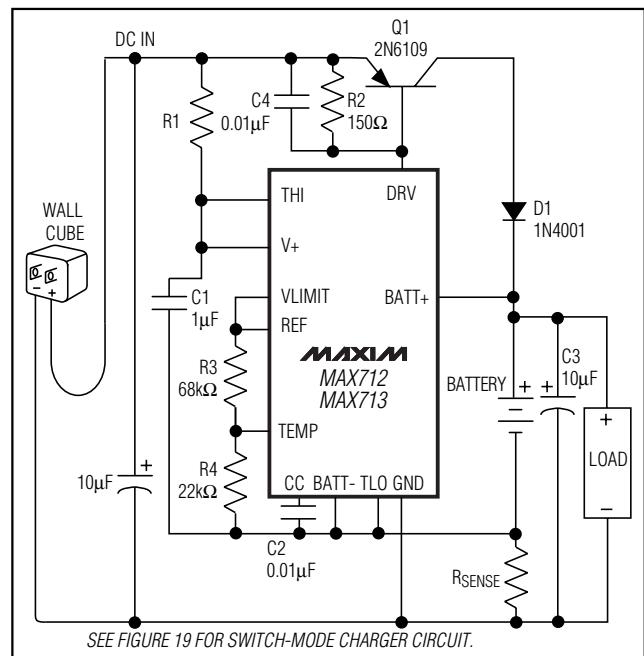 Q1
2N6109
DC IN
R1
C4
0.01µF
R2
150Ω
THI
DRV
WALL
CUBE
D1
1N4001
V+
C1
1µF
VLIMIT
BATT+
REF
R3
68kΩ
MAXIM
MAX712
MAX713
C3
10µF
BATTERY
+
+
+
TEMP
LOAD
−
10µF
+
R4
22kΩ
CC BATT- TLO GND
C2
0.01µF
RSENSE
− +
SEE FIGURE 19 FOR SWITCH-MODE CHARGER CIRCUIT.